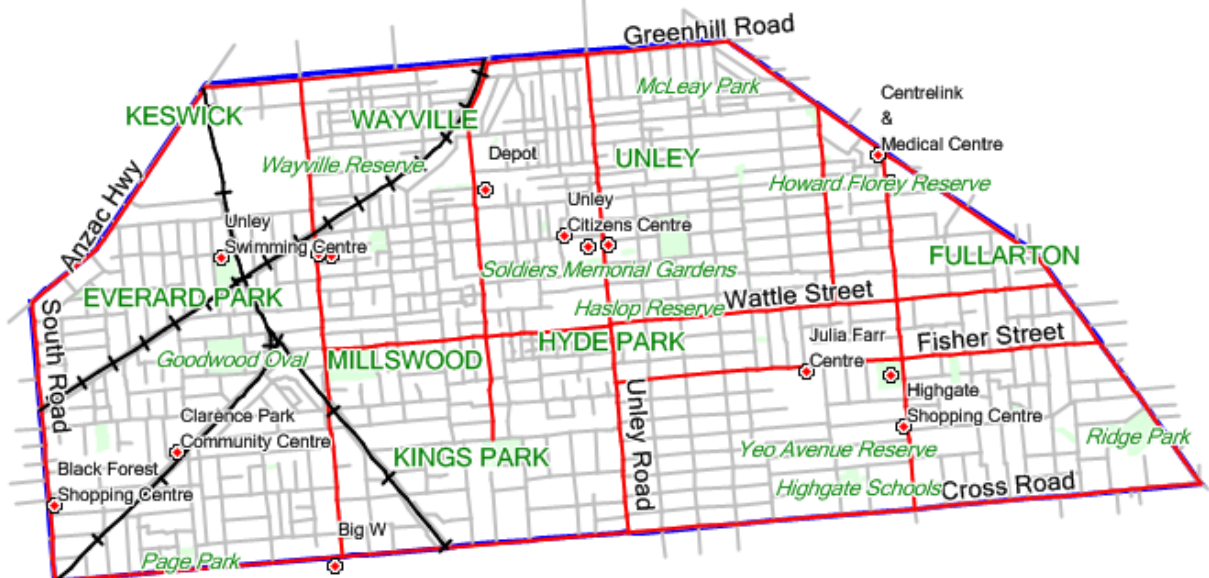 Greenhill Road
McLeay Park
Centrelink
&
Medical Centre
KESWICK
WAYVILLE
Depot
UNLEY
Wayville Reserve
Howard Florey Reserve
Anzac Hwy
Unley
Swimming Centre
Unley
Citizens Centre
FULLARTON
Soldiers Memorial Gardens
EVERARD PARK
Haslop Reserve
Wattle Street
South Road
Goodwood Oval
MILLSWOOD
HYDE PARK
Julia Farr
Centre
Fisher Street
Unley Road
Highgate
Shopping Centre
Clarence Park
Community Centre
KINGS PARK
Yeo Avenue Reserve
Ridge Park
Black Forest
Shopping Centre
Highgate Schools
Cross Road
Big W
Page Park